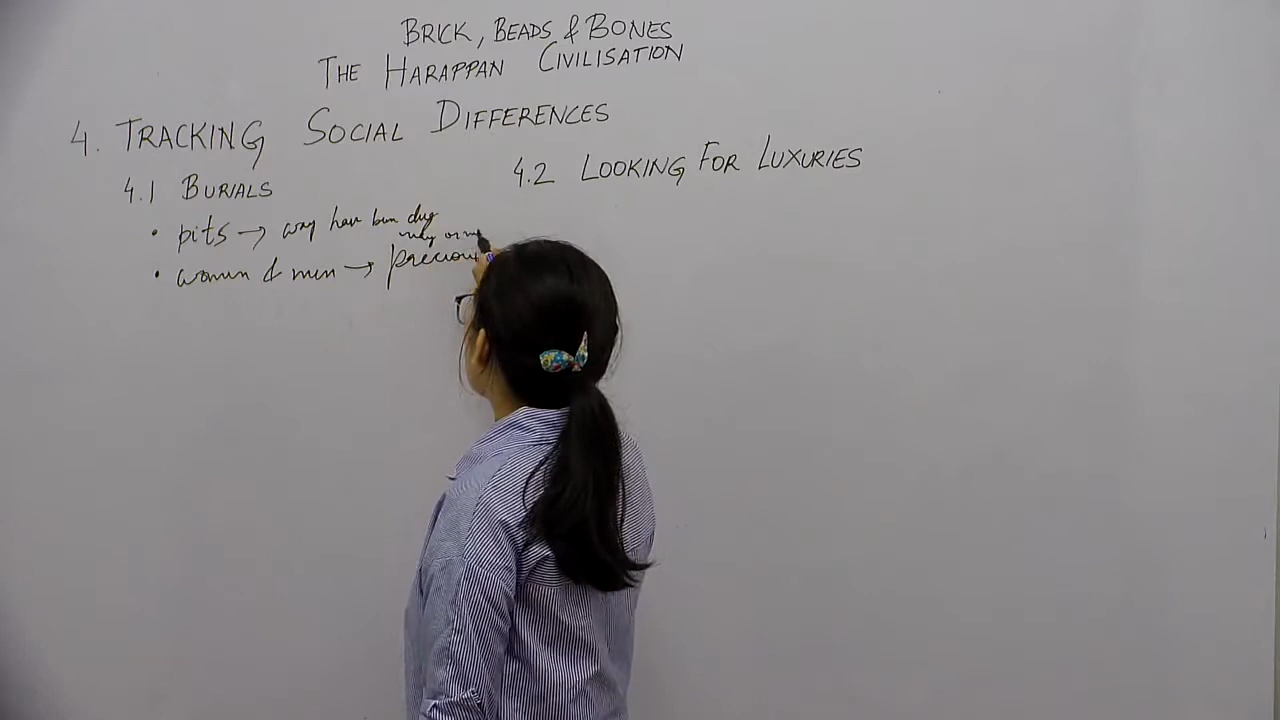 BRICK, BEADS & BONES
THE HARAPPAN CIVILISATION
4. TRACKING SOCIAL DIFFERENCES
4.1 BURIALS
4.2 LOOKING FOR LUXURIES
• pits → way have been dug
• women & men → precious